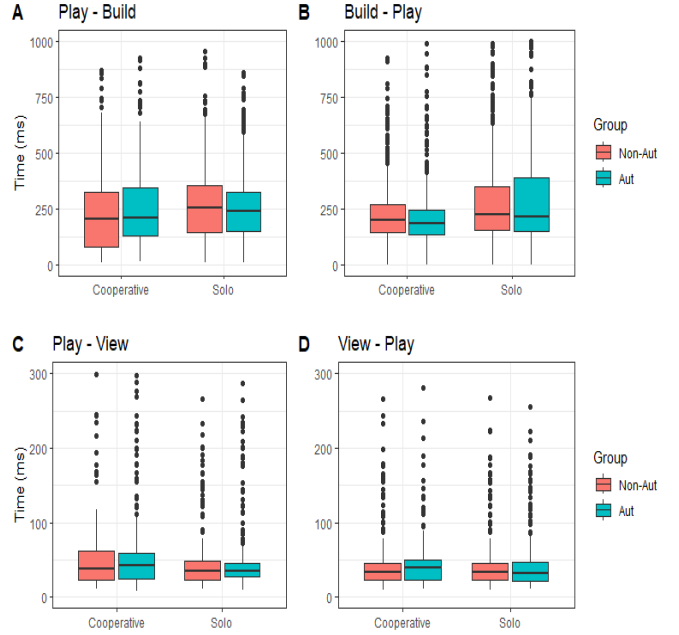 A Play - Build
Time (ms)
1000
750
500
250
0
Cooperative Solo
B Build - Play
1000
750
500
250
0
Cooperative Solo
Group
Non-Aut
Aut
C Play - View
Time (ms)
300
200
100
0
Cooperative Solo
D View - Play
300
200
100
0
Cooperative Solo
Group
Non-Aut
Aut